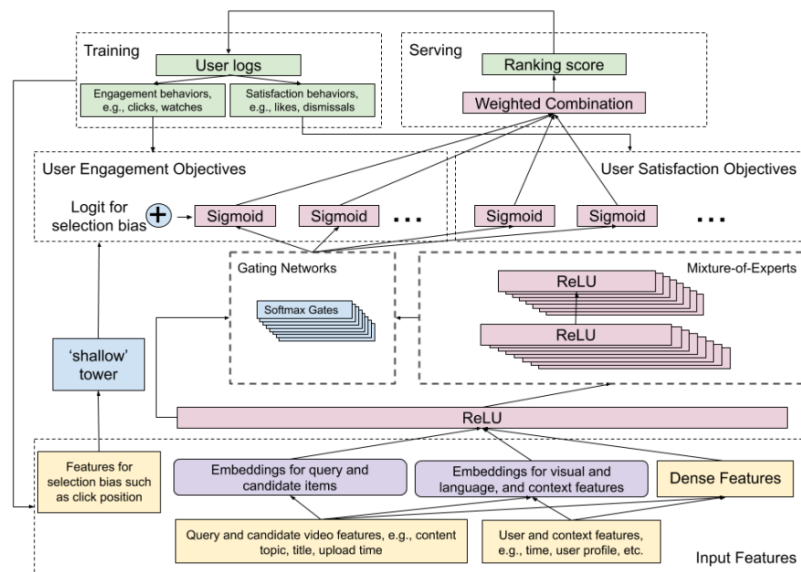 Training
User logs
Engagement behaviors,
e.g., clicks, watches
Satisfaction behaviors,
e.g., likes, dismissals
Serving
Ranking score
Weighted Combination
User Engagement Objectives
Logit for
selection bias
+
Sigmoid
Sigmoid
...
User Satisfaction Objectives
Sigmoid
Sigmoid
...
Gating Networks
Softmax Gates
Mixture-of-Experts
ReLU
ReLU
'shallow'
tower
ReLU
Features for
selection bias such
as click position
Embeddings for query and
candidate items
Embeddings for visual and
language, and context features
Dense Features
Query and candidate video features, e.g., content
topic, title, upload time
User and context features,
e.g., time, user profile, etc.
Input Features